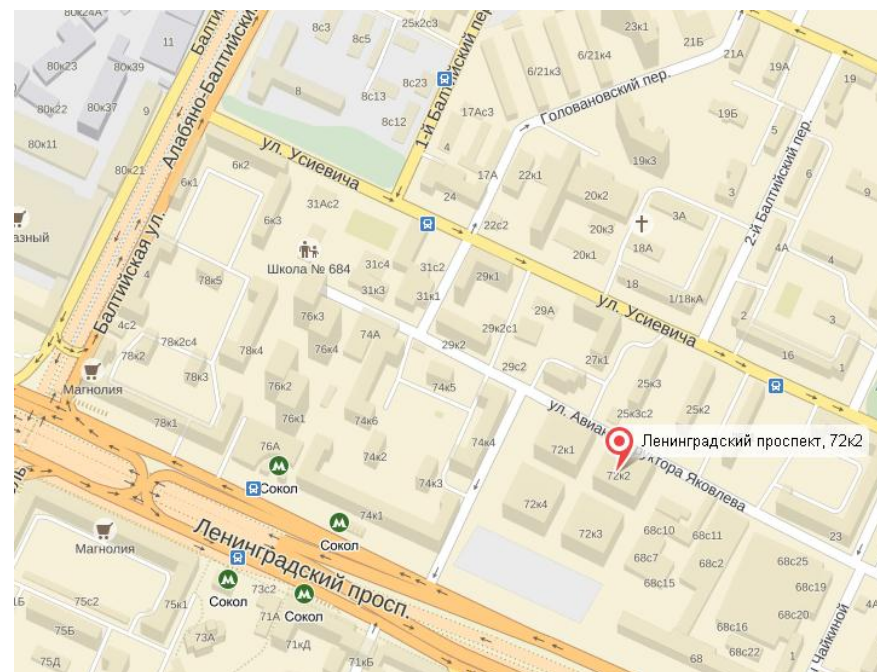 80к24А
11
8с3
25к2с3
23к1
21Б
80к23
80к39
8с5
6/21к4
21А
19А
19
6/21к3
8
8с13
8с23
80к22
80к37
9
8с12
17Ас3
Головановский пер.
19Б
5
80к11
Алабяно-Балтийский
1-й Балтийский пер.
4
ул. Усиевича
80к21
6к2
19к3
6к1
17А
22к1
3
6
9
24
20к2
31Ас2
6к3
22с2
20к3
3А
2-й Балтийский пер.
18А
4А
4
Балтийская ул.
Школа № 684
31с4
31с2
29к1
20к1
18
1/18кА
4
78к5
31к3
31к1
ул. Усиевича
29А
2
3
4с2
76к3
74А
29к2с1
78к2с4
78к4
76к4
29к2
27к1
16
1
78к2
78к3
Магнолия
76к2
74к5
29с2
25к3
78к1
76к1
74к6
25к3с2
25к2
76А
74к2
74к4
72к1
Ленинградский проспект, 72к2
Сокол
74к3
72к2
74к1
Сокол
72к4
72к3
68с10
68с11
23
Магнолия
Ленинградский просп.
68с7
68с2
68с25
Сокол
73с2
68с15
68с19
75с2
75к1
71А
Сокол
68с20
4А
75Б
73А
71кД
68с16
75Д
71кБ
68
68с22
1
Чайкиной